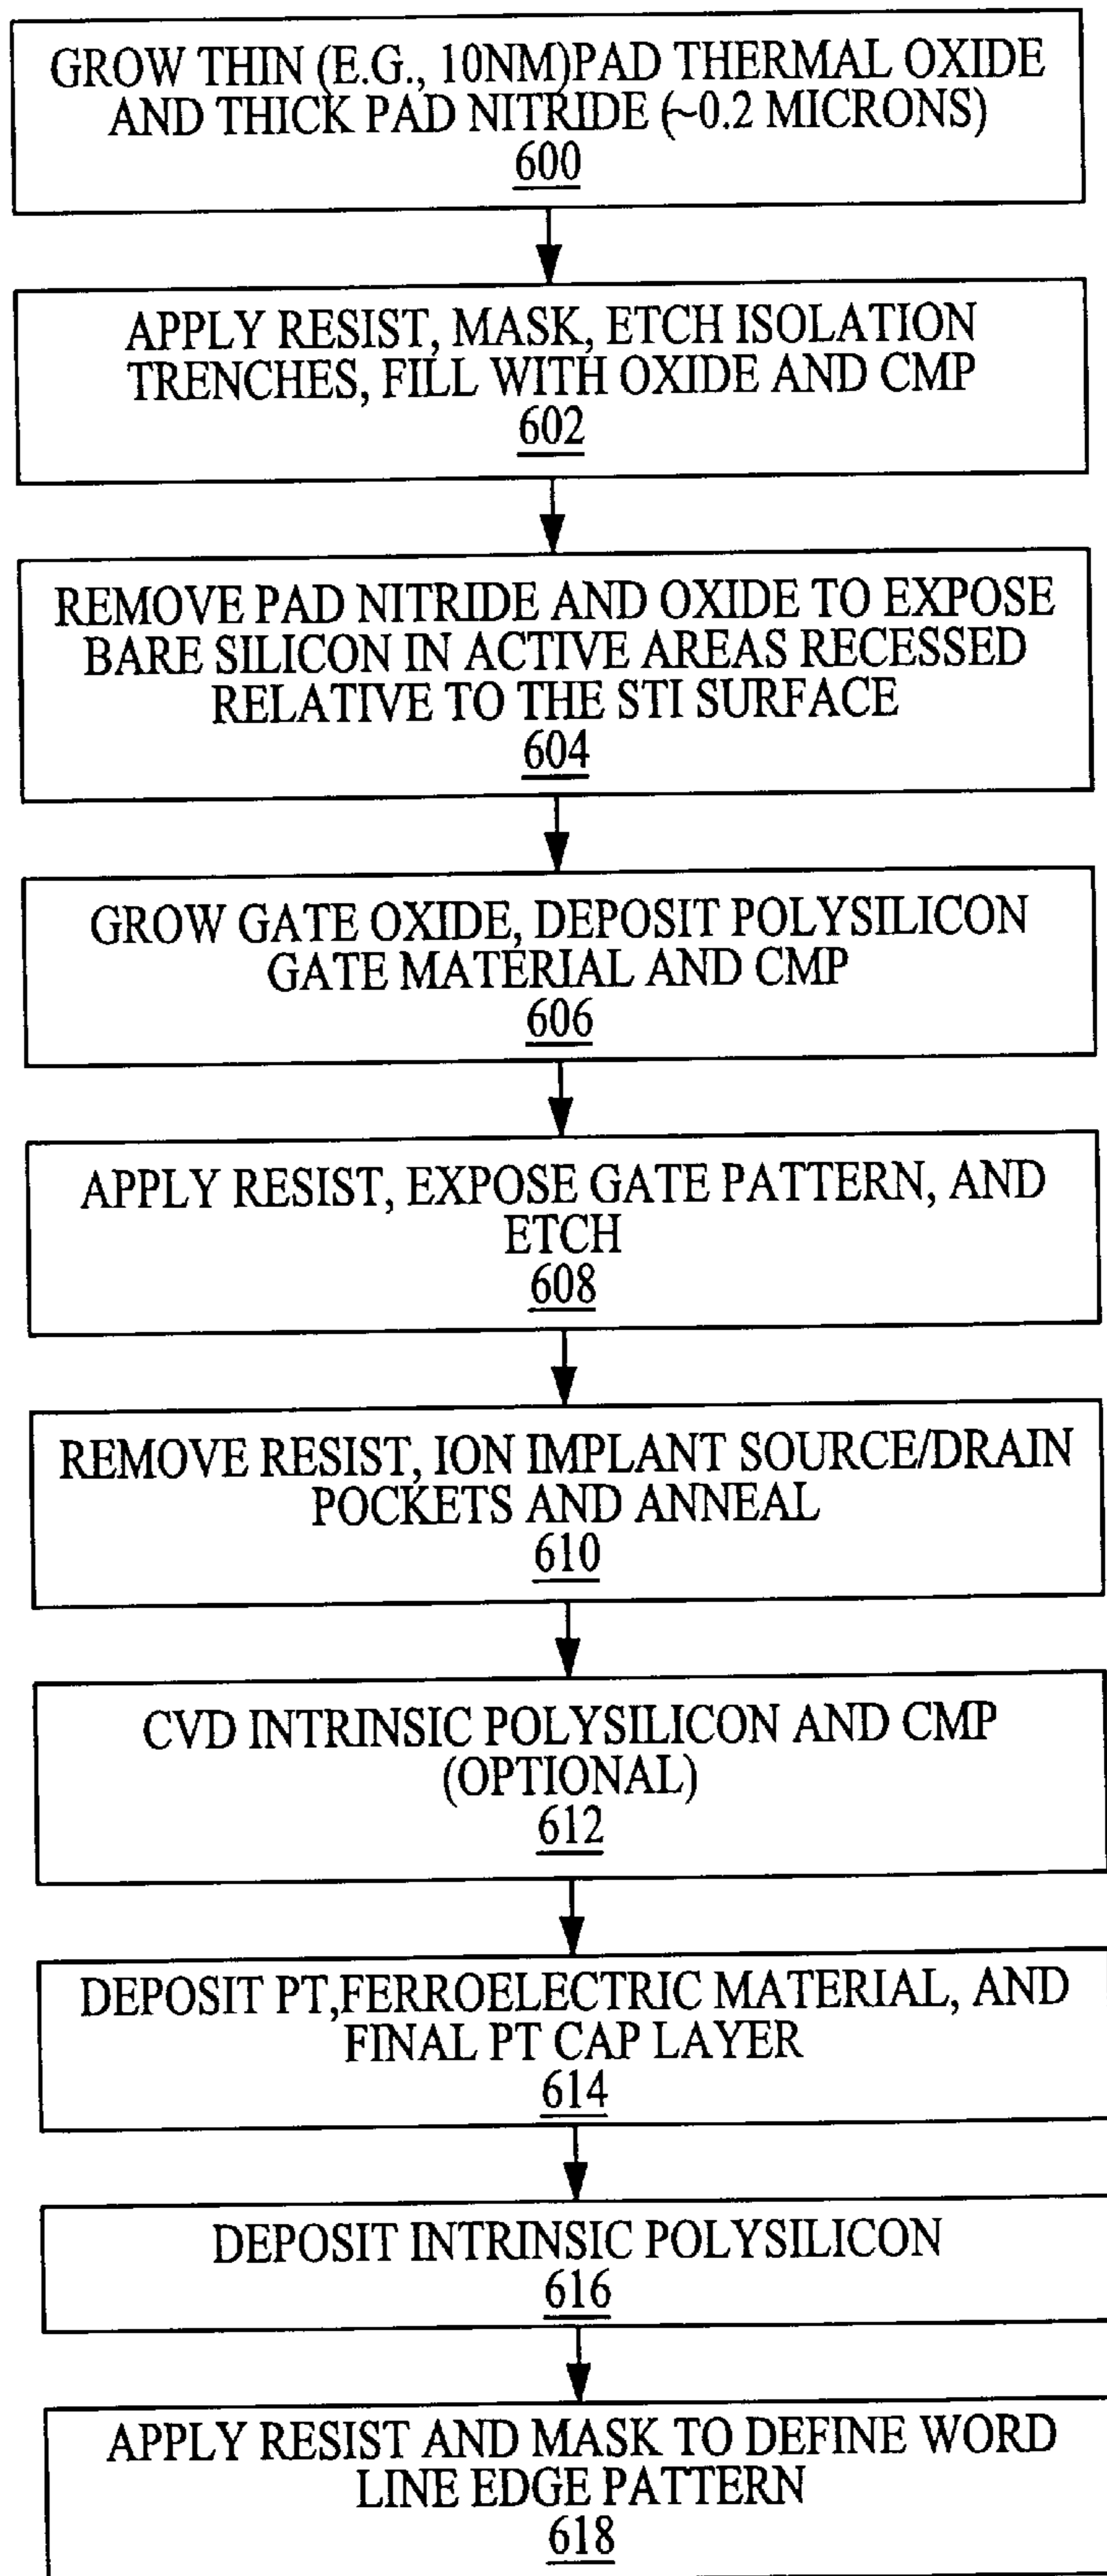 GROW THIN (E.G., 10NM)PAD THERMAL OXIDE
AND THICK PAD NITRIDE (~0.2 MICRONS)
600
APPLY RESIST, MASK, ETCH ISOLATION
TRENCHES, FILL WITH OXIDE AND CMP
602
REMOVE PAD NITRIDE AND OXIDE TO EXPOSE
BARE SILICON IN ACTIVE AREAS RECESSED
RELATIVE TO THE STI SURFACE
604
GROW GATE OXIDE, DEPOSIT POLYSILICON
GATE MATERIAL AND CMP
606
APPLY RESIST, EXPOSE GATE PATTERN, AND
ETCH
608
REMOVE RESIST, ION IMPLANT SOURCE/DRAIN
POCKETS AND ANNEAL
610
CVD INTRINSIC POLYSILICON AND CMP
(OPTIONAL)
612
DEPOSIT PT,FERROELECTRIC MATERIAL, AND
FINAL PT CAP LAYER
614
DEPOSIT INTRINSIC POLYSILICON
616
APPLY RESIST AND MASK TO DEFINE WORD
LINE EDGE PATTERN
618